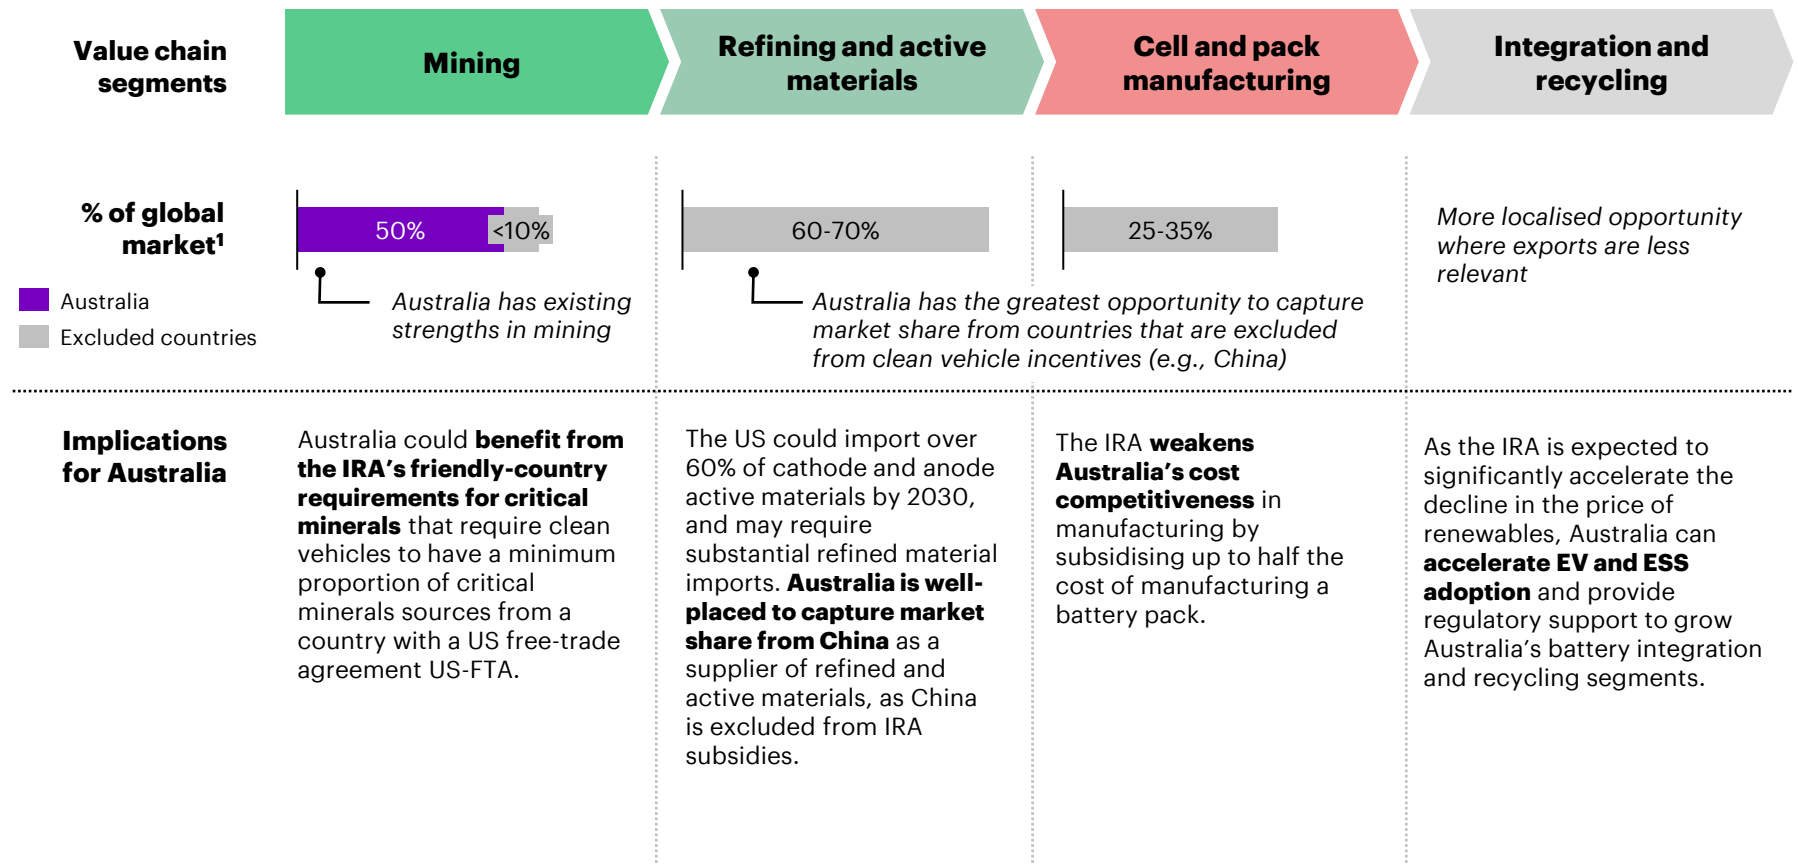 Value chain
segments
Mining
Refining and active
materials
Cell and pack
manufacturing
Integration and
recycling
% of global
market¹
Australia
Excluded countries
50%
<10%
Australia has existing
strengths in mining
60-70%
25-35%
Australia has the greatest opportunity to capture
market share from countries that are excluded
from clean vehicle incentives (e.g., China)
More localised opportunity
where exports are less
relevant
Implications
for Australia
Australia could benefit from
the IRA’s friendly-country
requirements for critical
minerals that require clean
vehicles to have a minimum
proportion of critical
minerals sources from a
country with a US free-trade
agreement US-FTA.
The US could import over
60% of cathode and anode
active materials by 2030,
and may require
substantial refined material
imports. Australia is well-
placed to capture market
share from China as a
supplier of refined and
active materials, as China
is excluded from IRA
subsidies.
The IRA weakens
Australia’s cost
competitiveness in
manufacturing by
subsidising up to half the
cost of manufacturing a
battery pack.
As the IRA is expected to
significantly accelerate the
decline in the price of
renewables, Australia can
accelerate EV and ESS
adoption and provide
regulatory support to grow
Australia’s battery integration
and recycling segments.